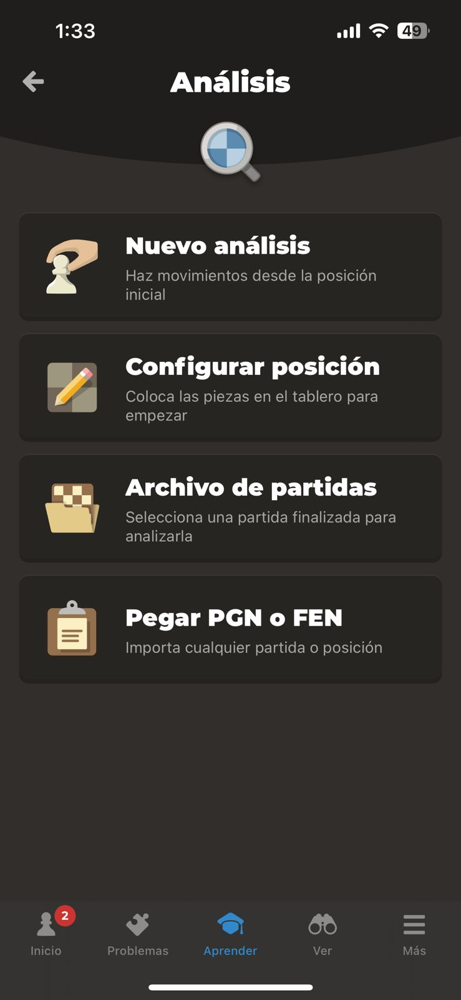 1:33
49
Análisis
Nuevo análisis
Haz movimientos desde la posición
inicial
Configurar posición
Coloca las piezas en el tablero para
empezar
Archivo de partidas
Selecciona una partida finalizada para
analizarla
Pegar PGN o FEN
Importa cualquier partida o posición
2
Inicio
Problemas
Aprender
Ver
Más